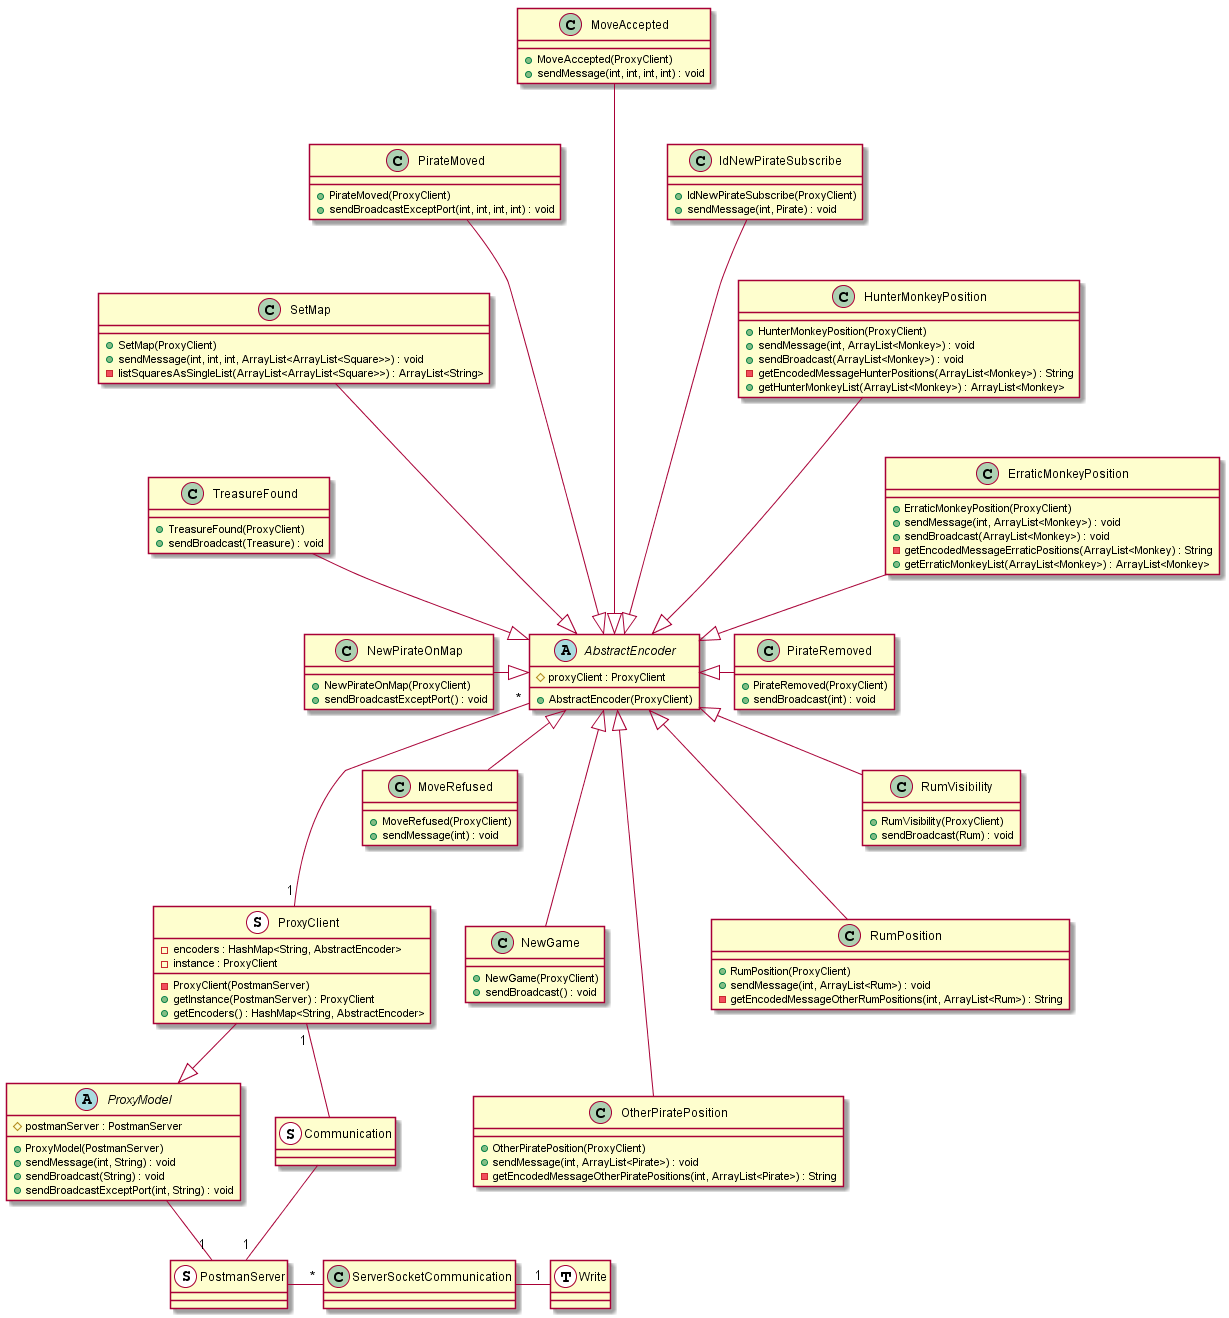 C MoveAccepted
MoveAccepted(ProxyClient)
sendMessage(int, int, int, int) : void
C PirateMoved
PirateMoved(ProxyClient)
sendBroadcastExceptPort(int, int, int, int) : void
C IdNewPirateSubscribe
IdNewPirateSubscribe(ProxyClient)
sendMessage(int, Pirate) : void
C SetMap
SetMap(ProxyClient)
sendMessage(int, int, int, ArrayList<ArrayList<Square>>) : void
listSquaresAsSingleList(ArrayList<ArrayList<Square>>) : ArrayList<String>
C HunterMonkeyPosition
HunterMonkeyPosition(ProxyClient)
sendMessage(int, ArrayList<Monkey>) : void
sendBroadcast(ArrayList<Monkey>) : void
getEncodedMessageHunterPositions(ArrayList<Monkey>) : String
getHunterMonkeyList(ArrayList<Monkey>) : ArrayList<Monkey>
C TreasureFound
TreasureFound(ProxyClient)
sendBroadcast(Treasure) : void
C ErraticMonkeyPosition
ErraticMonkeyPosition(ProxyClient)
sendMessage(int, ArrayList<Monkey>) : void
sendBroadcast(ArrayList<Monkey>) : void
getEncodedMessageErraticPositions(ArrayList<Monkey) : String
getErraticMonkeyList(ArrayList<Monkey>) : ArrayList<Monkey>
C NewPirateOnMap
NewPirateOnMap(ProxyClient)
sendBroadcastExceptPort() : void
A AbstractEncoder
proxyClient : ProxyClient
AbstractEncoder(ProxyClient)
C PirateRemoved
PirateRemoved(ProxyClient)
sendBroadcast(int) : void
*
C MoveRefused
MoveRefused(ProxyClient)
sendMessage(int) : void
C RumVisibility
RumVisibility(ProxyClient)
sendBroadcast(Rum) : void
1
S ProxyClient
encoders : HashMap<String, AbstractEncoder>
instance : ProxyClient
ProxyClient(PostmanServer)
getInstance(PostmanServer) : ProxyClient
getEncoders() : HashMap<String, AbstractEncoder>
C NewGame
NewGame(ProxyClient)
sendBroadcast() : void
C RumPosition
RumPosition(ProxyClient)
sendMessage(int, ArrayList<Rum>) : void
getEncodedMessageOtherRumPositions(int, ArrayList<Rum>) : String
1
A ProxyModel
postmanServer : PostmanServer
ProxyModel(PostmanServer)
sendMessage(int, String) : void
sendBroadcast(String) : void
sendBroadcastExceptPort(int, String) : void
S Communication
C OtherPiratePosition
OtherPiratePosition(ProxyClient)
sendMessage(int, ArrayList<Pirate>) : void
getEncodedMessageOtherPiratePositions(int, ArrayList<Pirate>) : String
1
1
S PostmanServer
*
C ServerSocketCommunication
1
T Write